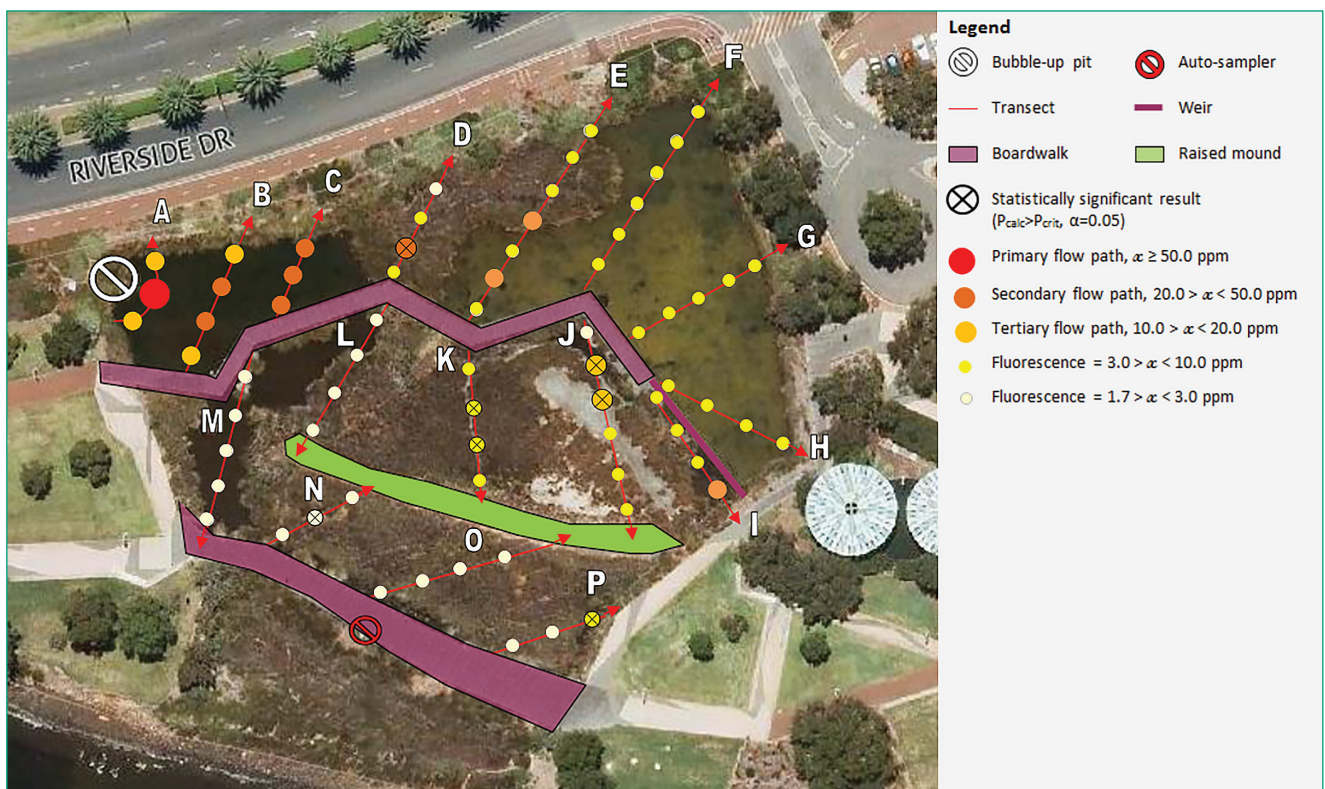 RIVERSIDE DR
A
B
C
D
E
F
G
H
I
J
K
L
M
N
O
P
Legend
Bubble-up pit
Auto-sampler
Transect
Weir
Boardwalk
Raised mound
Statistically significant result
(Pcalc>Pcrit, α=0.05)
Primary flow path, x ≥ 50.0 ppm
Secondary flow path, 20.0 > x < 50.0 ppm
Tertiary flow path, 10.0 > x < 20.0 ppm
Fluorescence = 3.0 > x < 10.0 ppm
Fluorescence = 1.7 > x < 3.0 ppm